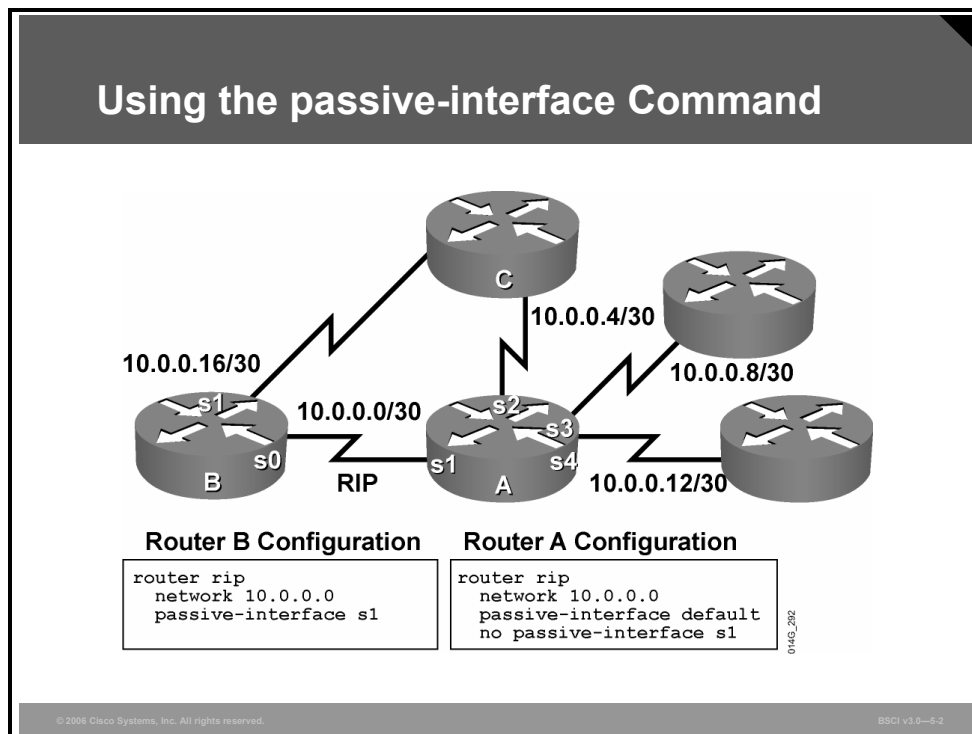 Using the passive-interface Command
C
10.0.0.4/30
10.0.0.16/30
10.0.0.8/30
s1
10.0.0.0/30
s2
s3
s0
s1
s4
B
RIP
A
10.0.0.12/30
Router B Configuration
router rip
network 10.0.0.0
passive-interface s1
Router A Configuration
router rip
network 10.0.0.0
passive-interface default
no passive-interface s1
014G_292
© 2006 Cisco Systems, Inc. All rights reserved.
BSCI v3.0—5-2